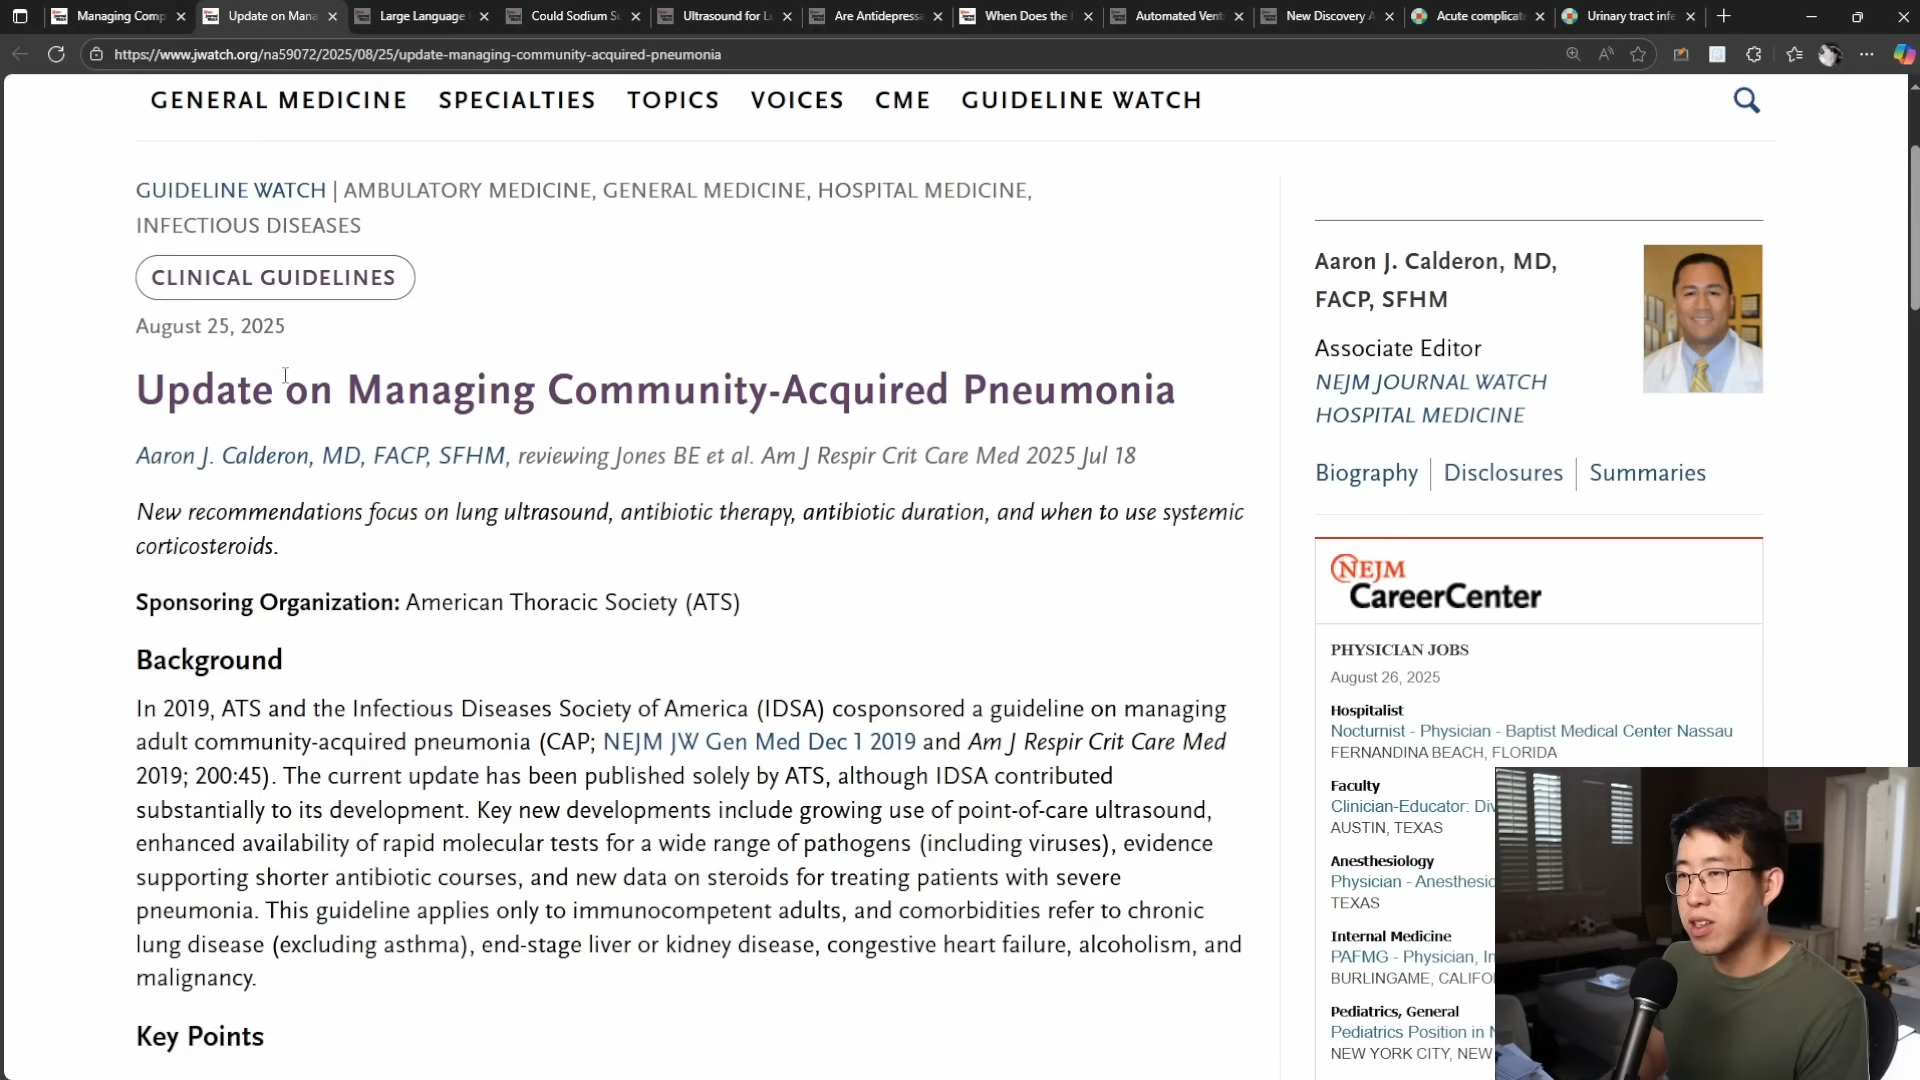 Managing Comp
Update on Mana
Large Language
Could Sodium S
Ultrasound for L
Are Antidepress
When Does the
Automated Vent
New Discovery A
Acute complicat
Urinary tract infe
https://www.jwatch.org/na59072/2025/08/25/update-managing-community-acquired-pneumonia
GENERAL MEDICINE SPECIALTIES TOPICS VOICES CME GUIDELINE WATCH
GUIDELINE WATCH | AMBULATORY MEDICINE, GENERAL MEDICINE, HOSPITAL MEDICINE,
INFECTIOUS DISEASES
CLINICAL GUIDELINES
August 25, 2025
Update on Managing Community-Acquired Pneumonia
Aaron J. Calderon, MD, FACP, SFHM, reviewing Jones BE et al. Am J Respir Crit Care Med 2025 Jul 18
New recommendations focus on lung ultrasound, antibiotic therapy, antibiotic duration, and when to use systemic
corticosteroids.
Sponsoring Organization: American Thoracic Society (ATS)
Background
In 2019, ATS and the Infectious Diseases Society of America (IDSA) cosponsored a guideline on managing
adult community-acquired pneumonia (CAP; NEJM JW Gen Med Dec 1 2019 and Am J Respir Crit Care Med
2019; 200:45). The current update has been published solely by ATS, although IDSA contributed
substantially to its development. Key new developments include growing use of point-of-care ultrasound,
enhanced availability of rapid molecular tests for a wide range of pathogens (including viruses), evidence
supporting shorter antibiotic courses, and new data on steroids for treating patients with severe
pneumonia. This guideline applies only to immunocompetent adults, and comorbidities refer to chronic
lung disease (excluding asthma), end-stage liver or kidney disease, congestive heart failure, alcoholism, and
malignancy.
Key Points
Aaron J. Calderon, MD,
FACP, SFHM
Associate Editor
NEJM JOURNAL WATCH
HOSPITAL MEDICINE
Biography | Disclosures | Summaries
NEJM
CareerCenter
PHYSICIAN JOBS
August 26, 2025
Hospitalist
Nocturnist - Physician - Baptist Medical Center Nassau
FERNANDINA BEACH, FLORIDA
Faculty
Clinician-Educator: Div
AUSTIN, TEXAS
Anesthesiology
Physician - Anesthesio
TEXAS
Internal Medicine
PAFMG - Physician, In
BURLINGAME, CALIFO
Pediatrics, General
Pediatrics Position in N
NEW YORK CITY, NEW